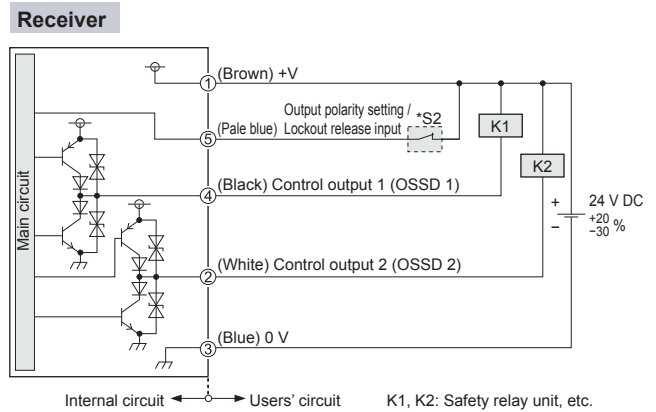 Receiver
(Brown) +V
1
Output polarity setting /
*S2
(Pale blue) Lockout release input
5
K1
K2
(Black) Control output 1 (OSSD 1)
4
Main circuit
+
24 V DC
+20
–30 %
–
(White) Control output 2 (OSSD 2)
2
(Blue) 0 V
3
Internal circuit
Users' circuit
K1, K2: Safety relay unit, etc.